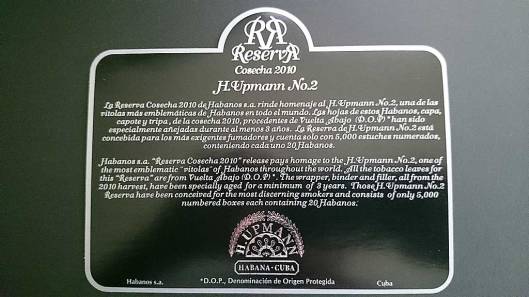 RR
ReservA
Cosecha 2010
H.Upmann No.2
La Reserva Cosecha 2010 de Habanos s.a. rinde homenaje al H.Upmann No.2, una de las
vitolas más emblemáticas de Habanos en todo el mundo. Las hojas de estos Habanos, capa,
capote y tripa, de la cosecha 2010, procedentes de Vuelta Abajo (D.O.P.)* han sido
especialmente añejadas durante al menos 3 años. La Reserva de H.Upmann No.2 está
concebida para los más exigentes fumadores y cuenta solo con 5,000 estuches numerados,
conteniendo cada uno 20 Habanos.
Habanos s.a. "Reserva Cosecha 2010" release pays homage to the H.Upmann No.2, one of
the most emblematic "vitolas" of Habanos throughout the world. All the tobacco leaves for
this "Reserva" are from Vuelta Abajo (D.O.P.)*. The wrapper, binder and filler, all from the
2010 harvest, have been specially aged for a minimum of 3 years. Those H.Upmann No.2
Reserva have been conceived for the most discerning smokers and consists of only 5,000
numbered boxes each containing 20 Habanos.
H. UPMANN
HABANA · CUBA
Habanos s.a. *D.O.P., Denominación de Origen Protegida Cuba